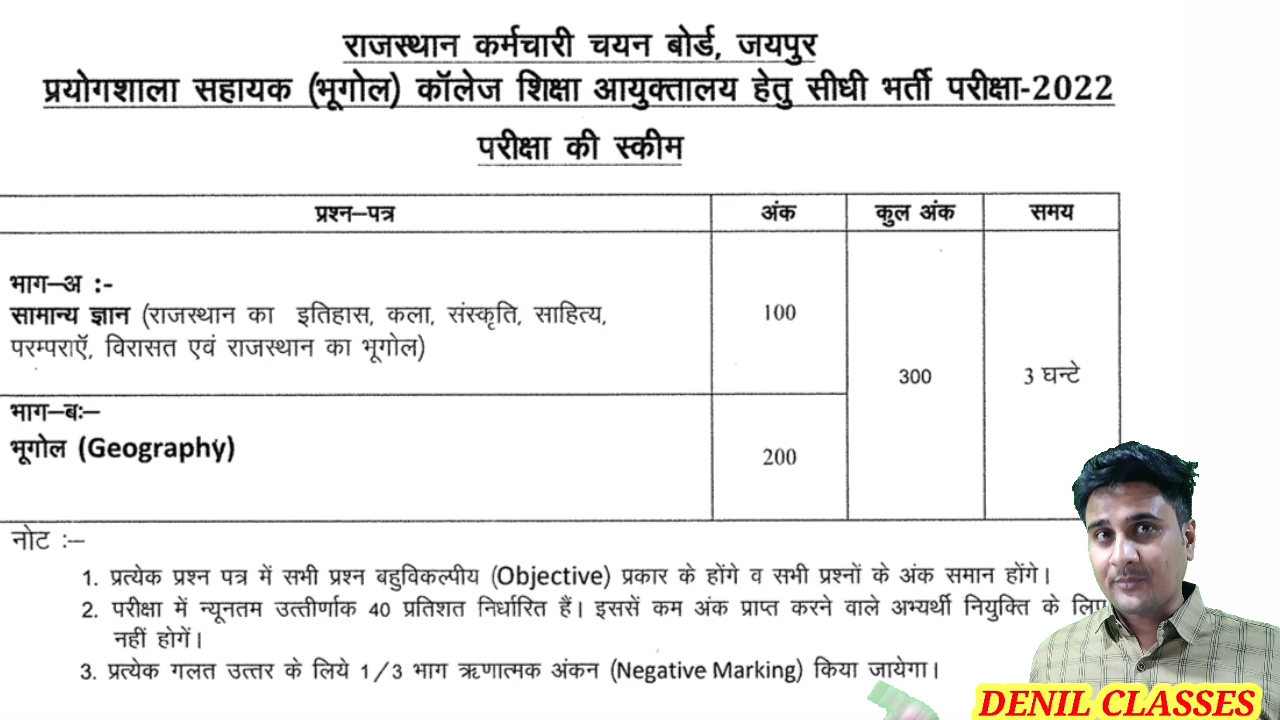 राजस्थान कर्मचारी चयन बोर्ड, जयपुर
प्रयोगशाला सहायक (भूगोल) कॉलेज शिक्षा आयुक्तालय हेतु सीधी भर्ती परीक्षा-2022
परीक्षा की स्कीम
प्रश्न–पत्र अंक कुल अंक समय
भाग–अ :-
सामान्य ज्ञान (राजस्थान का इतिहास, कला, संस्कृति, साहित्य,
परम्पराऍ, विरासत एवं राजस्थान का भूगोल)
100
300
3 घन्टे
भाग–बः–
भूगोल (Geography)
200
नोट :–
1. प्रत्येक प्रश्न पत्र में सभी प्रश्न बहुविकल्पीय (Objective) प्रकार के होंगे व सभी प्रश्नों के अंक समान होंगे।
2. परीक्षा में न्यूनतम उत्तीर्णाक 40 प्रतिशत निर्धारित हैं। इससें कम अंक प्राप्त करने वाले अभ्यर्थी नियुक्ति के लिए
नहीं होगें।
3. प्रत्येक गलत उत्तर के लिये 1/3 भाग ऋणात्मक अंकन (Negative Marking) किया जायेगा।
DENIL CLASSES